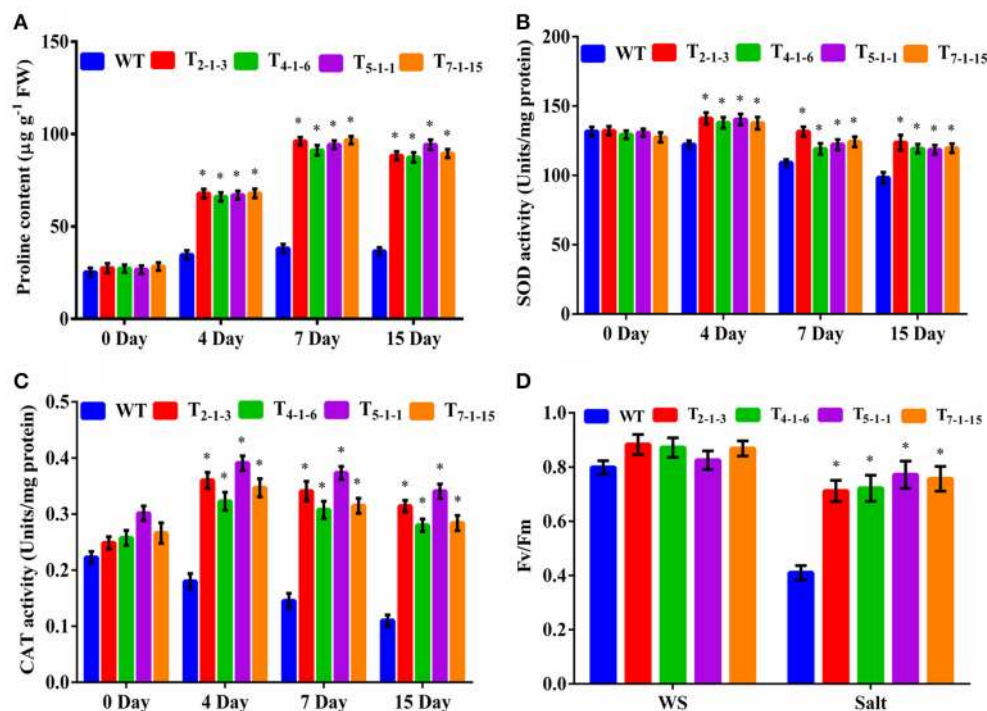 A
WT T2-1-3 T4-1-6 T5-1-1 T7-1-15
Proline content (µg g-1 FW)
150
100
50
0
* * * *
* * * *
* * * *
0 Day 4 Day 7 Day 15 Day
B
WT T2-1-3 T4-1-6 T5-1-1 T7-1-15
SOD activity (Units/mg protein)
200
150
100
50
0
* * * *
* * * *
* * * *
0 Day 4 Day 7 Day 15 Day
C
WT T2-1-3 T4-1-6 T5-1-1 T7-1-15
CAT activity (Units/mg protein)
0.5
0.4
0.3
0.2
0.1
0.0
* * * *
* * * *
* * * *
0 Day 4 Day 7 Day 15 Day
D
WT T2-1-3 T4-1-6 T5-1-1 T7-1-15
Fv/Fm
1.0
0.8
0.6
0.4
0.2
0.0
* * * *
WS Salt